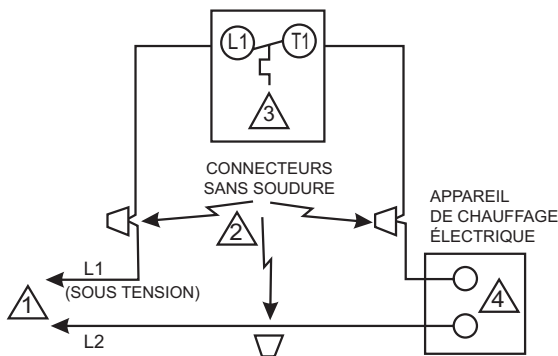 L1
T1
3
CONNECTEURS
SANS SOUDURE
2
APPAREIL
DE CHAUFFAGE
ÉLECTRIQUE
L1
(SOUS TENSION)
1
4
L2